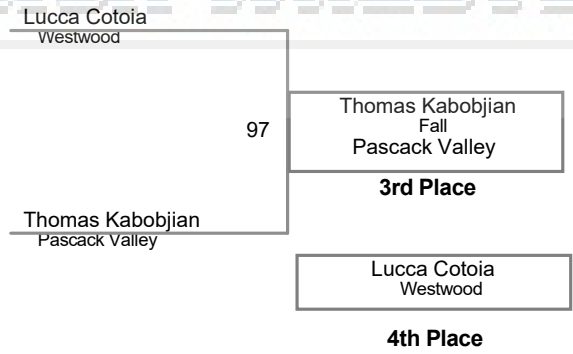 Lucca Cotoia
Westwood
97
Thomas Kabobjian
Fall
Pascack Valley
3rd Place
Thomas Kabobjian
Pascack Valley
Lucca Cotoia
Westwood
4th Place